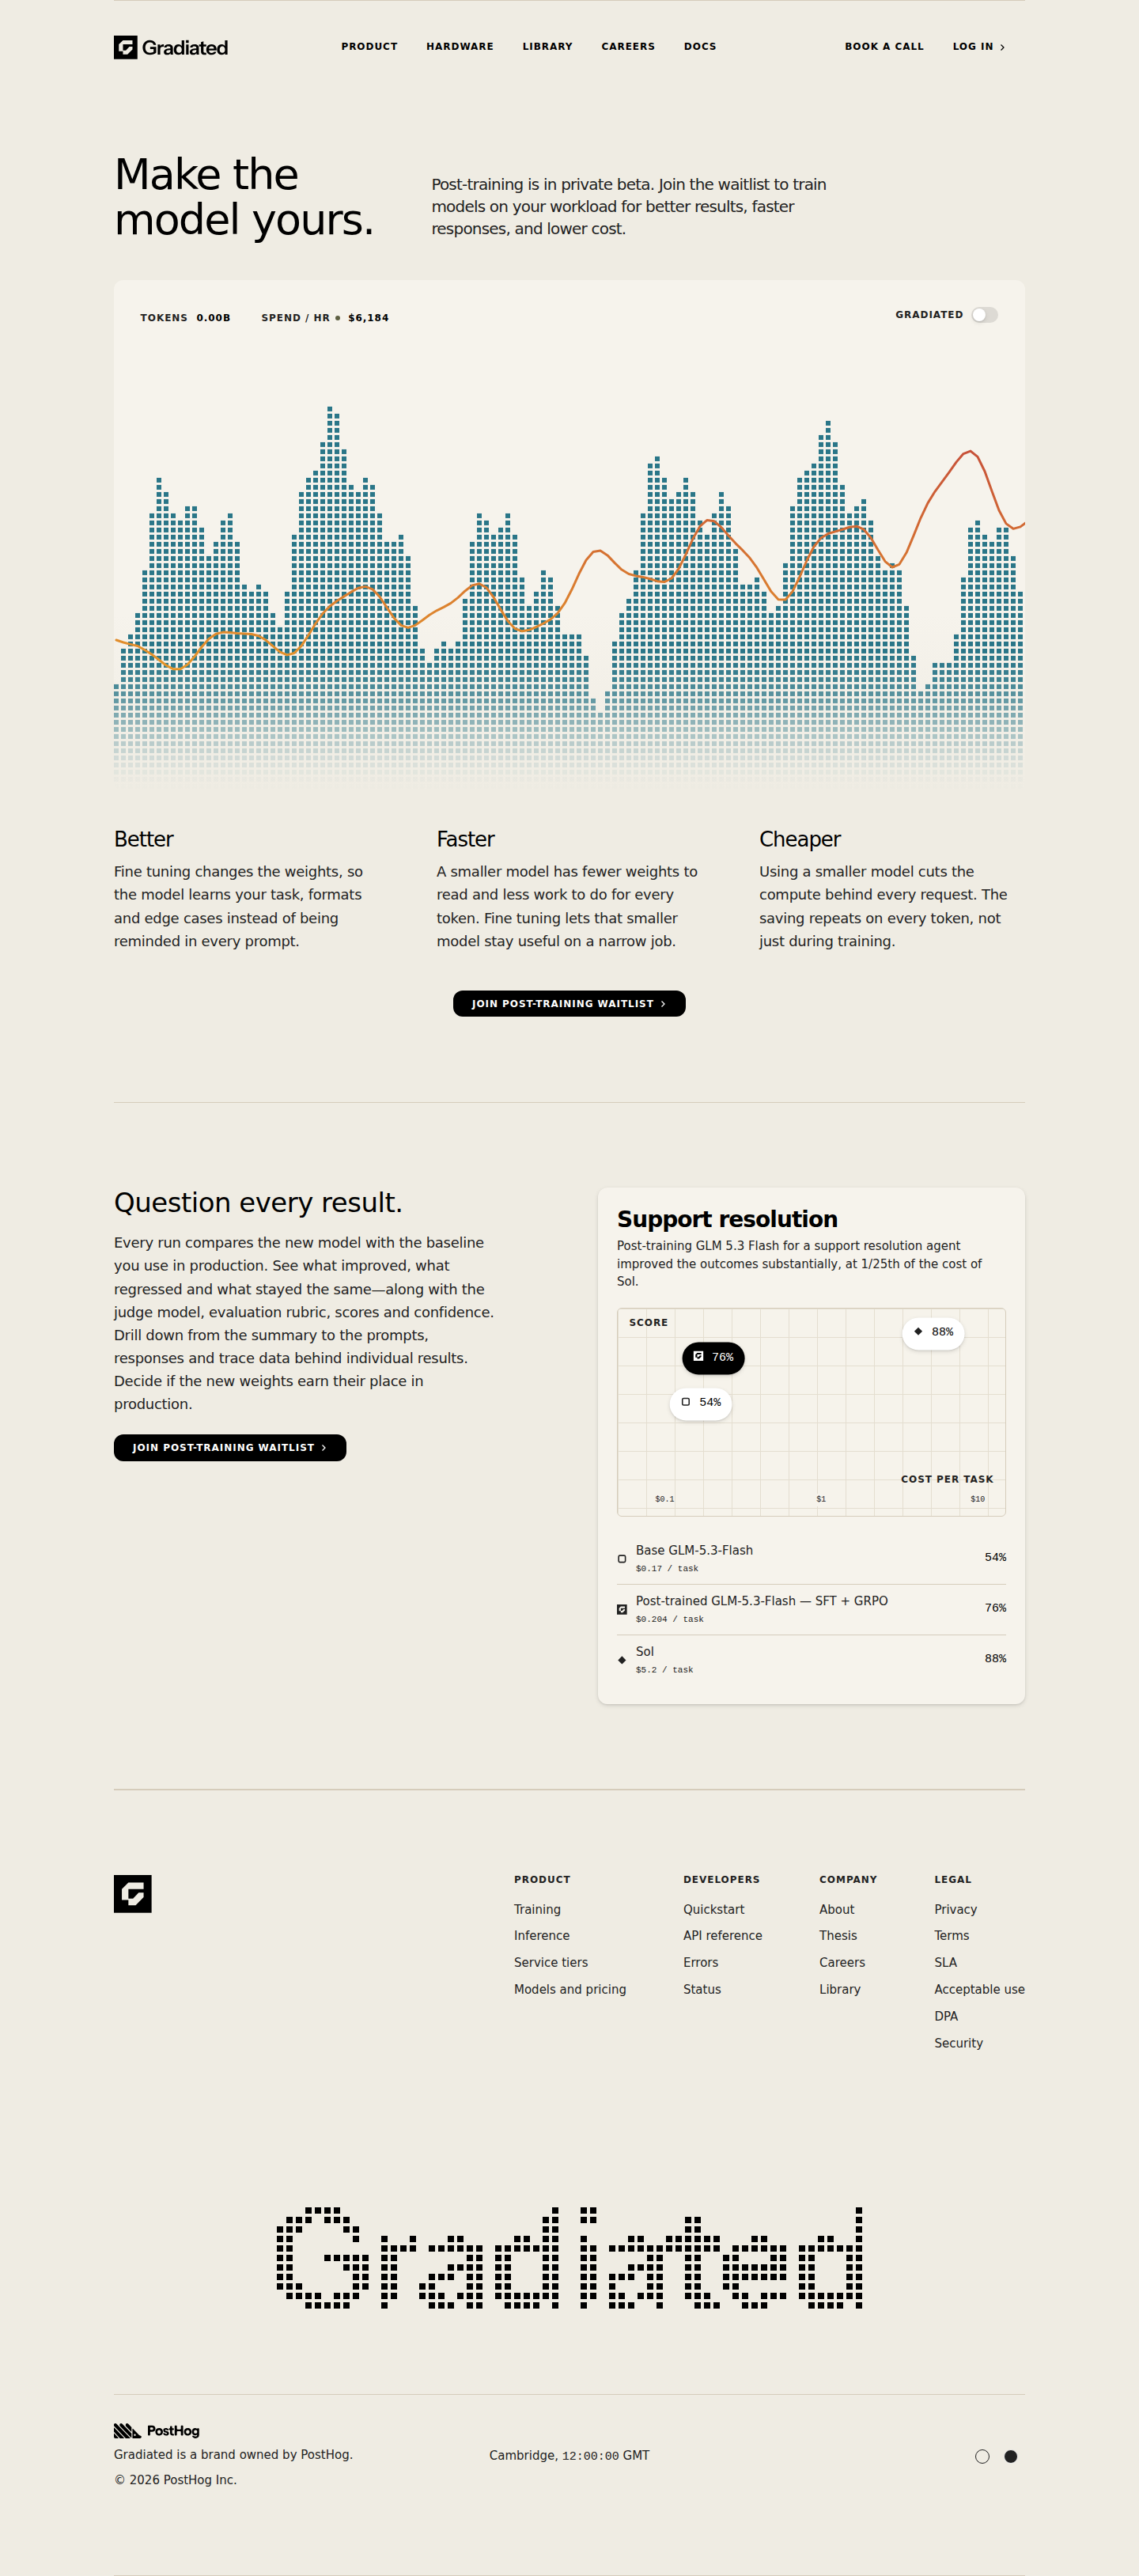 Gradiated
PRODUCT HARDWARE LIBRARY CAREERS DOCS BOOK A CALL LOG IN
Make the
model yours.
Post-training is in private beta. Join the waitlist to train
models on your workload for better results, faster
responses, and lower cost.
TOKENS 0.00B SPEND / HR $6,184 GRADIATED
Better
Fine tuning changes the weights, so
the model learns your task, formats
and edge cases instead of being
reminded in every prompt.
Faster
A smaller model has fewer weights to
read and less work to do for every
token. Fine tuning lets that smaller
model stay useful on a narrow job.
Cheaper
Using a smaller model cuts the
compute behind every request. The
saving repeats on every token, not
just during training.
JOIN POST-TRAINING WAITLIST
Question every result.
Every run compares the new model with the baseline
you use in production. See what improved, what
regressed and what stayed the same—along with the
judge model, evaluation rubric, scores and confidence.
Drill down from the summary to the prompts,
responses and trace data behind individual results.
Decide if the new weights earn their place in
production.
JOIN POST-TRAINING WAITLIST
Support resolution
Post-training GLM 5.3 Flash for a support resolution agent
improved the outcomes substantially, at 1/25th of the cost of
Sol.
SCORE
88%
76%
54%
COST PER TASK
$0.1 $1 $10
Base GLM-5.3-Flash
$0.17 / task
54%
Post-trained GLM-5.3-Flash — SFT + GRPO
$0.204 / task
76%
Sol
$5.2 / task
88%
PRODUCT
Training
Inference
Service tiers
Models and pricing
DEVELOPERS
Quickstart
API reference
Errors
Status
COMPANY
About
Thesis
Careers
Library
LEGAL
Privacy
Terms
SLA
Acceptable use
DPA
Security
Gradiated
PostHog
Gradiated is a brand owned by PostHog.
© 2026 PostHog Inc.
Cambridge, 12:00:00 GMT